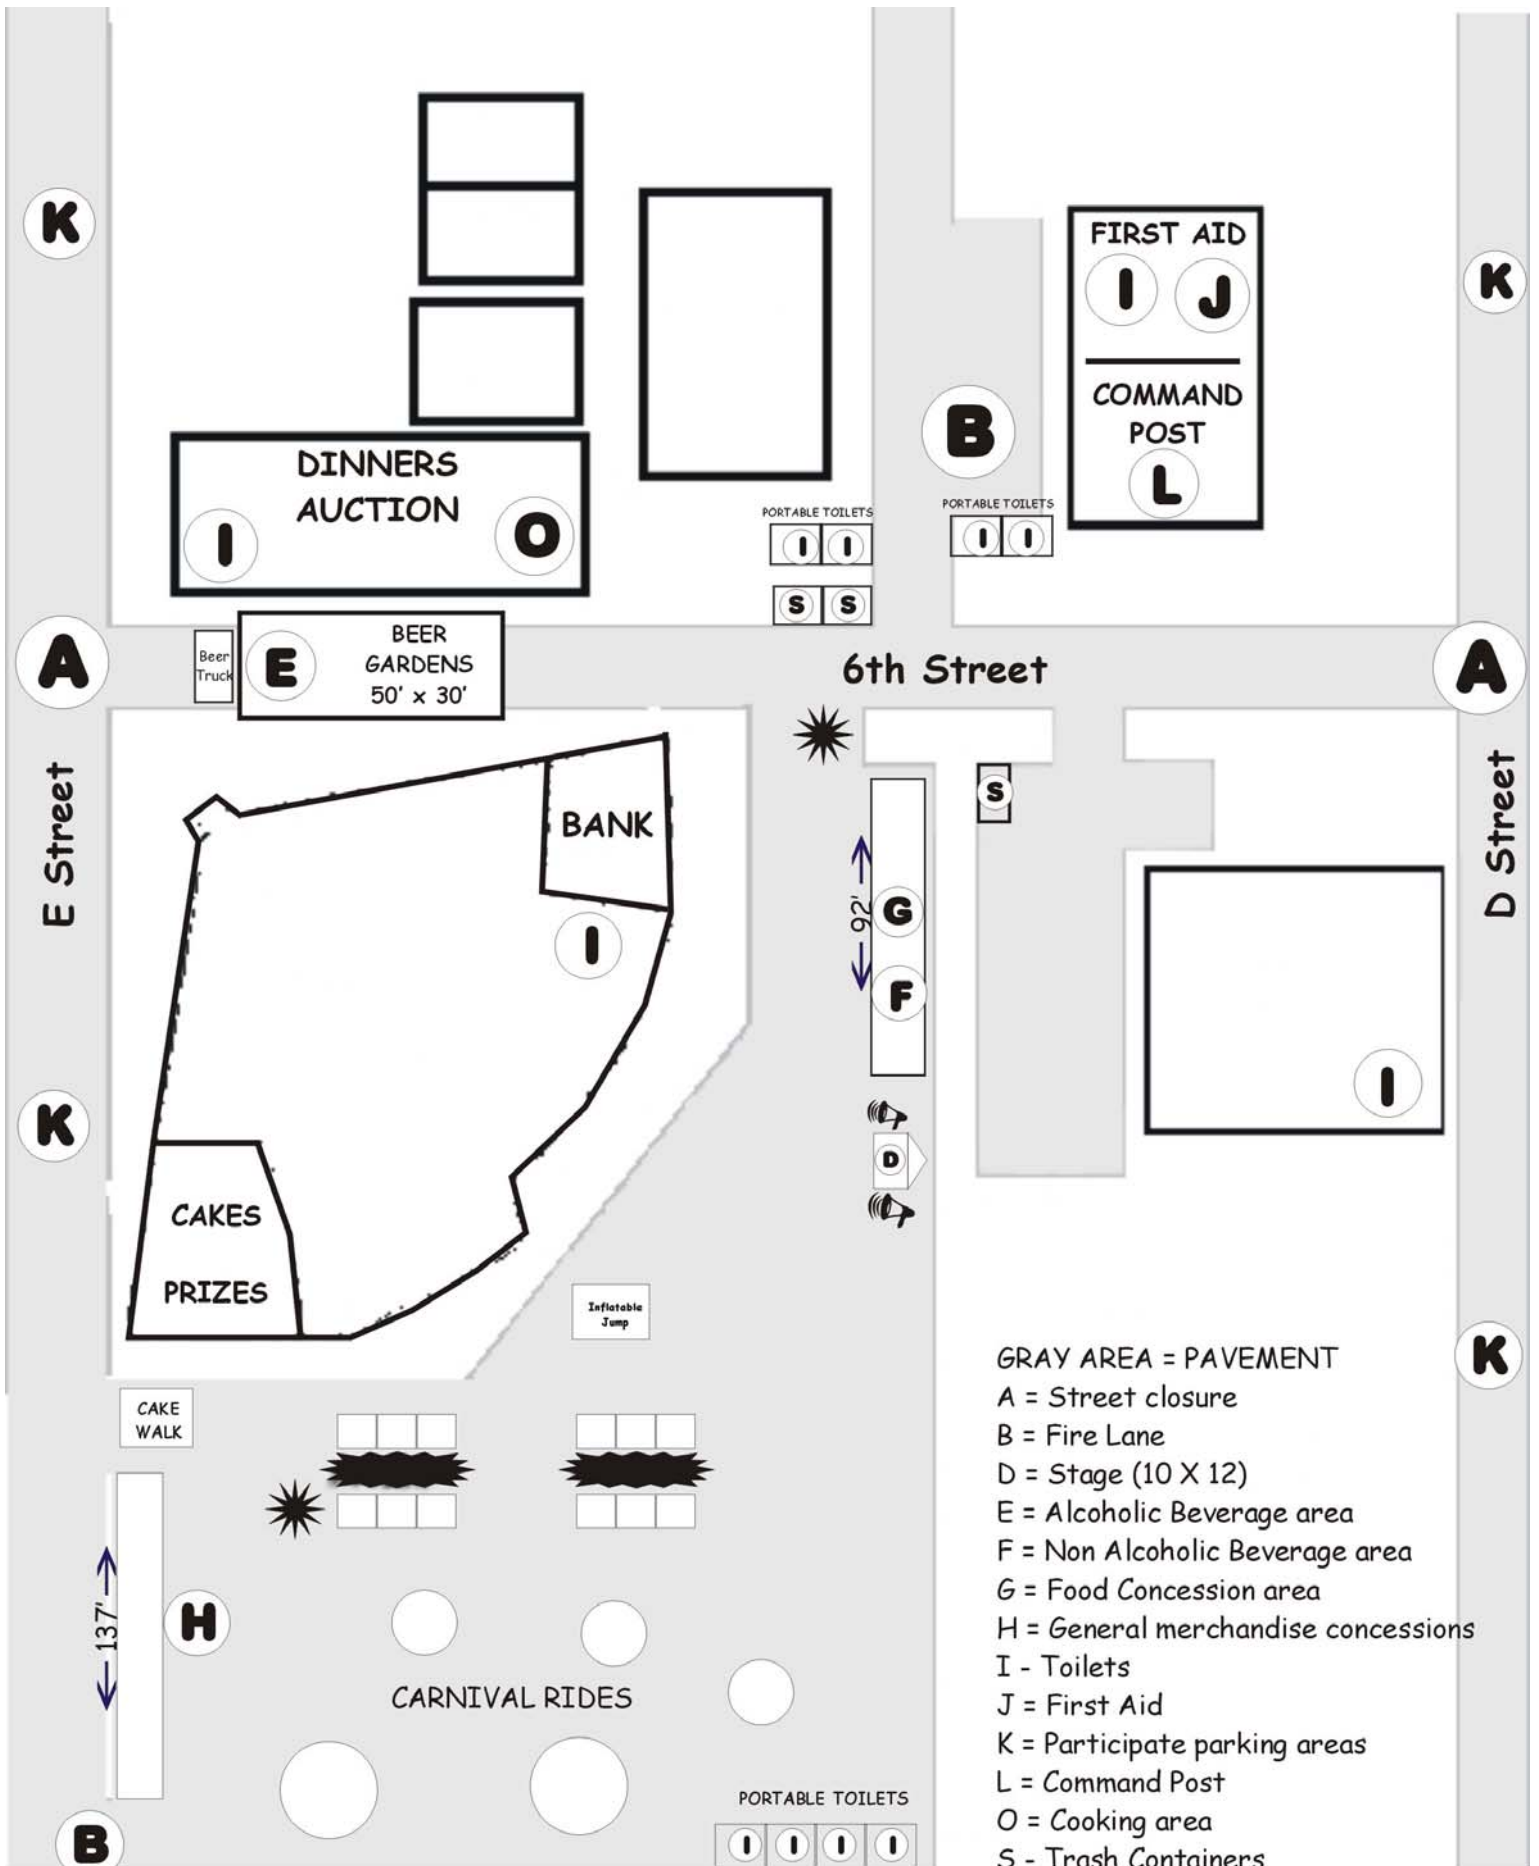 K
FIRST AID
I J
K
COMMAND
POST
L
B
DINNERS
AUCTION
I
O
PORTABLE TOILETS
I I
S S
PORTABLE TOILETS
I I
A
Beer
Truck
E
BEER
GARDENS
50' x 30'
6th Street
A
E Street
D Street
BANK
I
S
92'
G
F
I
K
D
CAKES
PRIZES
Inflatable
Jump
K
CAKE
WALK
137'
H
CARNIVAL RIDES
PORTABLE TOILETS
I I I I
B
GRAY AREA = PAVEMENT
A = Street closure
B = Fire Lane
D = Stage (10 X 12)
E = Alcoholic Beverage area
F = Non Alcoholic Beverage area
G = Food Concession area
H = General merchandise concessions
I - Toilets
J = First Aid
K = Participate parking areas
L = Command Post
O = Cooking area
S - Trash Containers